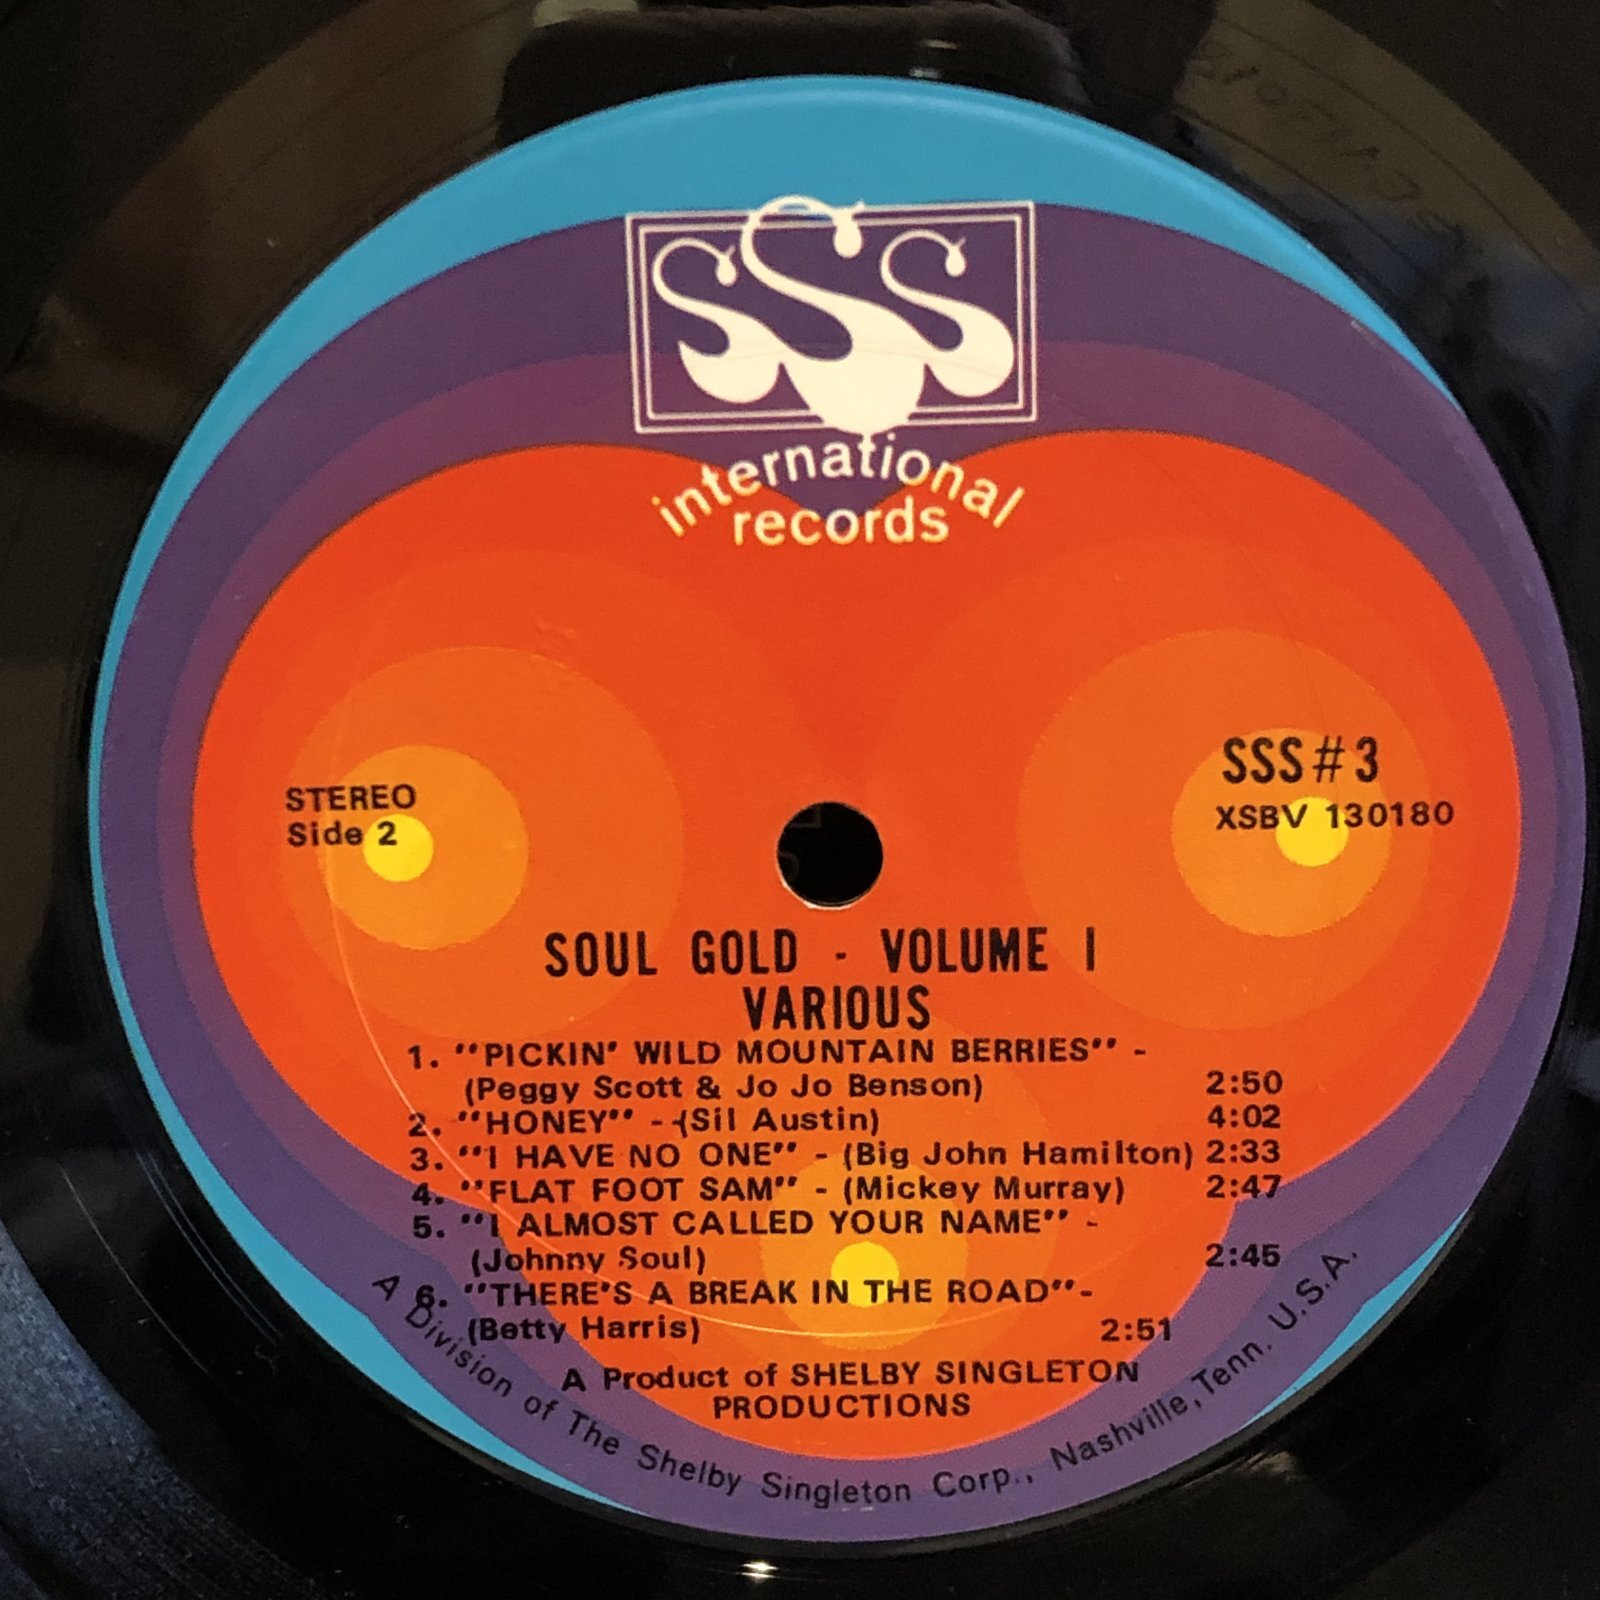 SSS
international
records
STEREO
Side 2
SSS # 3
XSBV 130180
SOUL GOLD - VOLUME I
VARIOUS
1. "PICKIN' WILD MOUNTAIN BERRIES" -
(Peggy Scott & Jo Jo Benson) 2:50
2. "HONEY" - (Sil Austin) 4:02
3. "I HAVE NO ONE" - (Big John Hamilton) 2:33
4. "FLAT FOOT SAM" - (Mickey Murray) 2:47
5. "I ALMOST CALLED YOUR NAME" -
(Johnny Soul) 2:45
6. "THERE'S A BREAK IN THE ROAD" -
(Betty Harris) 2:51
A Product of SHELBY SINGLETON
PRODUCTIONS
A Division of The Shelby Singleton Corp., Nashville, Tenn. U.S.A.